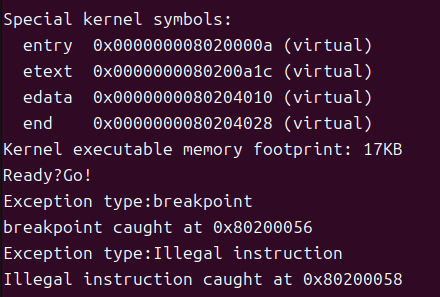 Special kernel symbols:
  entry  0x000000008020000a (virtual)
  etext  0x0000000080200a1c (virtual)
  edata  0x0000000080204010 (virtual)
  end    0x0000000080204028 (virtual)
Kernel executable memory footprint: 17KB
Ready?Go!
Exception type:breakpoint
breakpoint caught at 0x80200056
Exception type:Illegal instruction
Illegal instruction caught at 0x80200058